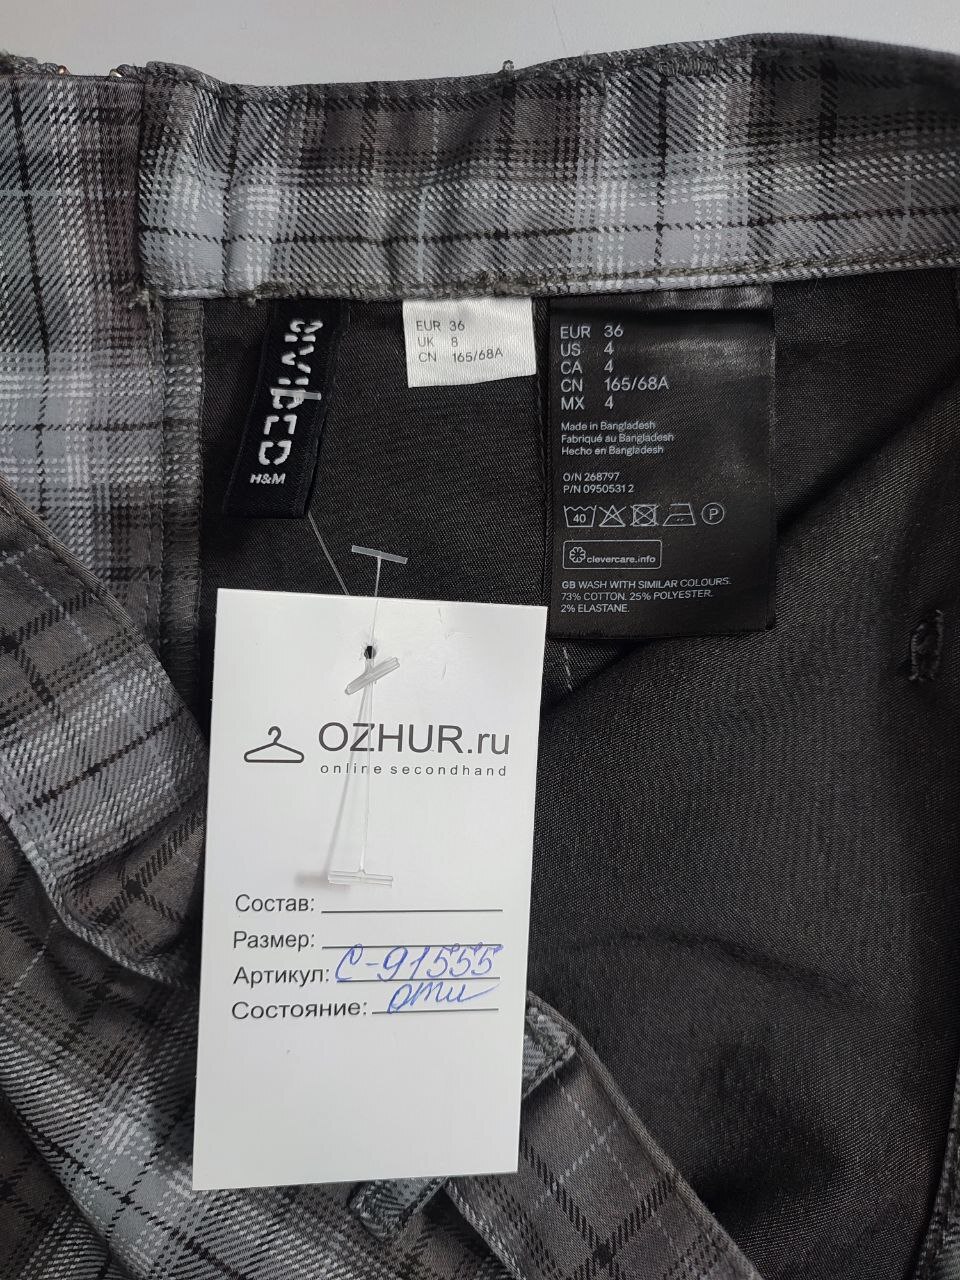 DIVIDED
H&M
EUR 36
UK 8
CN 165/68A
EUR 36
US 4
CA 4
CN 165/68A
MX 4
Made in Bangladesh
Fabriqué au Bangladesh
Hecho en Bangladesh
O/N 268797
P/N 0950531 2
40
P
clevercare.info
GB WASH WITH SIMILAR COLOURS.
73% COTTON. 25% POLYESTER.
2% ELASTANE.
OZHUR.ru
online secondhand
Состав:
Размер:
Артикул: С-91555
Состояние: отл